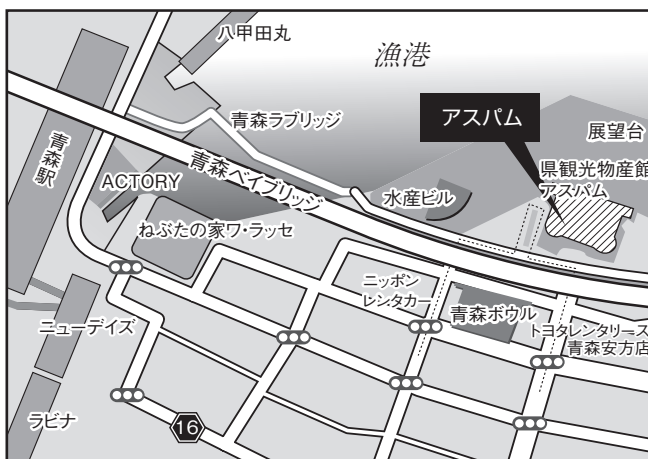 八甲田丸
漁港
青森ラブリッジ
アスパム
展望台
青森駅
ACTORY
青森ベイブリッジ
水産ビル
県観光物産館
アスパム
ねぶたの家ワ・ラッセ
ニッポン
レンタカー
青森ボウル
ニューデイズ
トヨタレンタリース
青森安方店
ラビナ
16